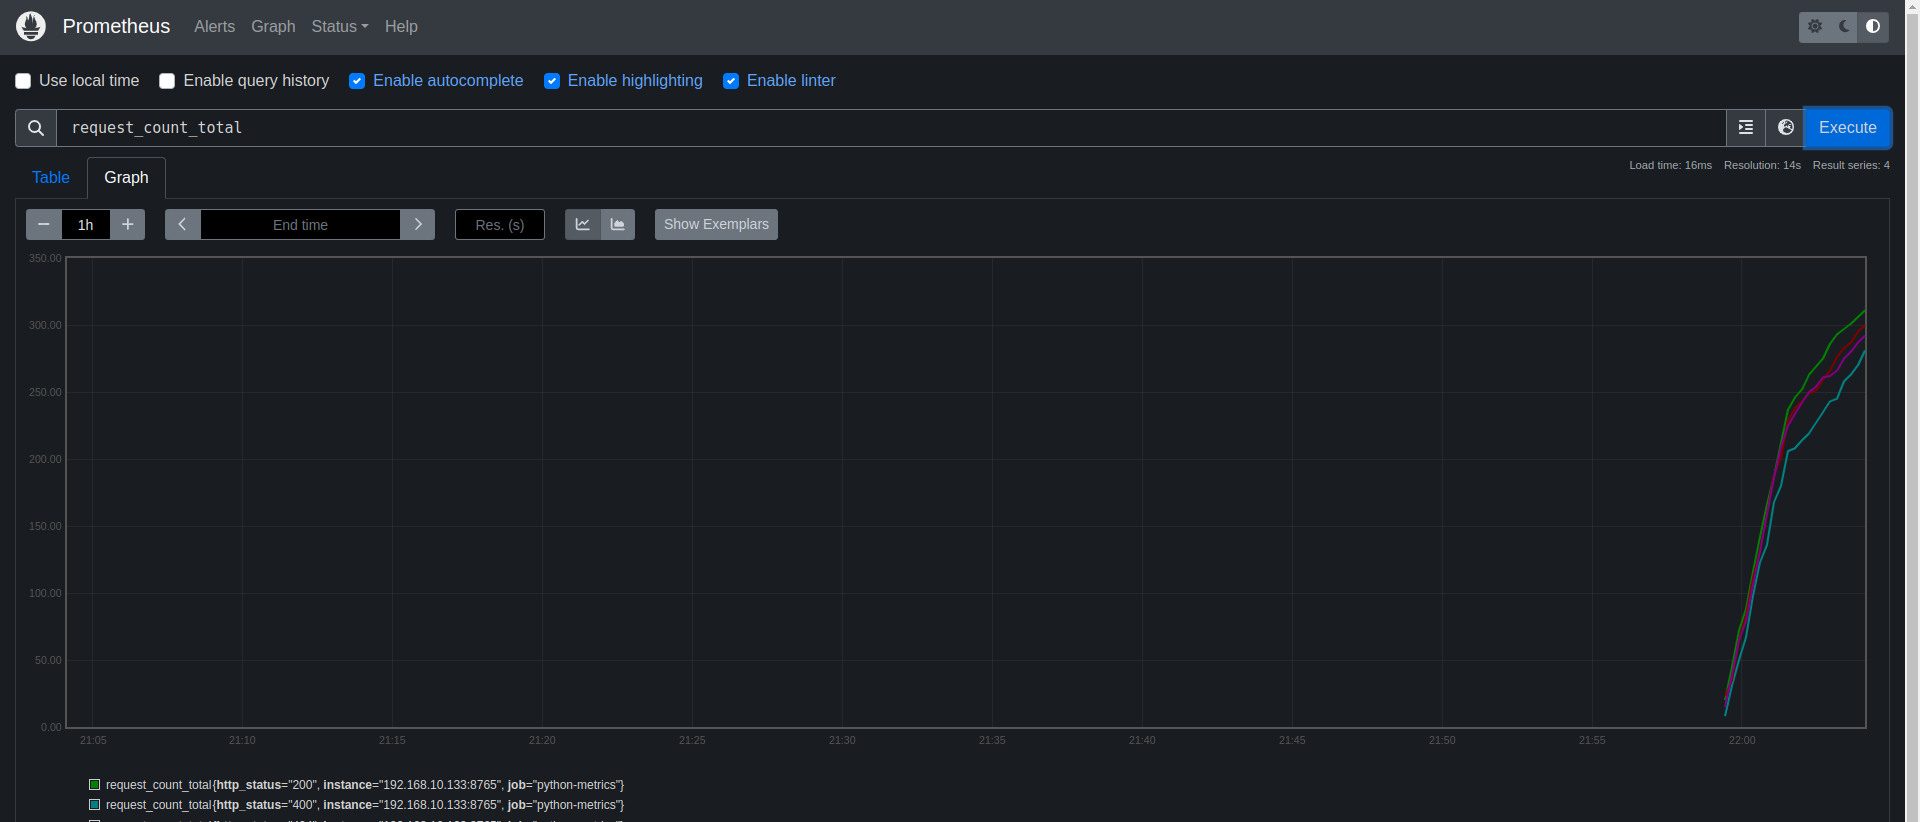 Prometheus Alerts Graph Status Help
Use local time Enable query history Enable autocomplete Enable highlighting Enable linter
request_count_total Execute
Table Graph Load time: 16ms Resolution: 14s Result series: 4
1h End time Res. (s) Show Exemplars
350.00
300.00
250.00
200.00
150.00
100.00
50.00
0.00
21:05 21:10 21:15 21:20 21:25 21:30 21:35 21:40 21:45 21:50 21:55 22:00
request_count_total{http_status="200", instance="192.168.10.133:8765", job="python-metrics"}
request_count_total{http_status="400", instance="192.168.10.133:8765", job="python-metrics"}